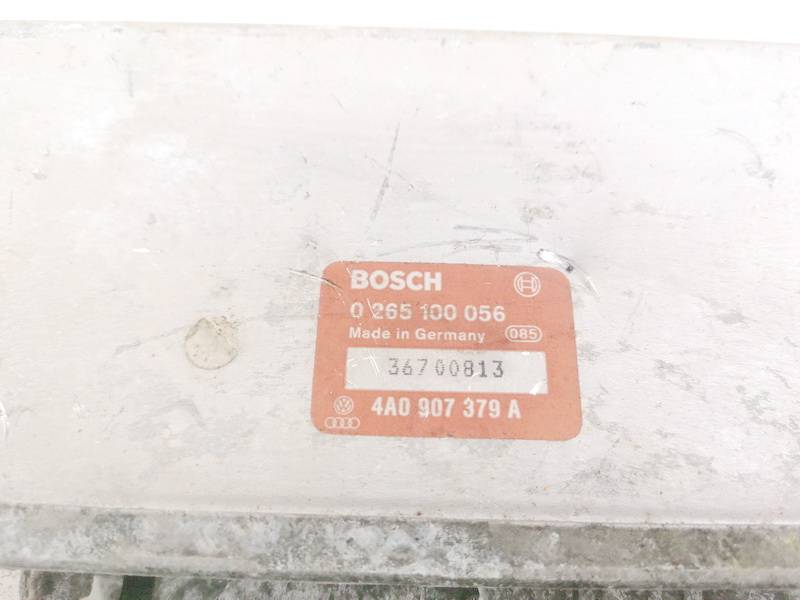 BOSCH
0 265 100 056
Made in Germany 085
36700813
4A0 907 379 A